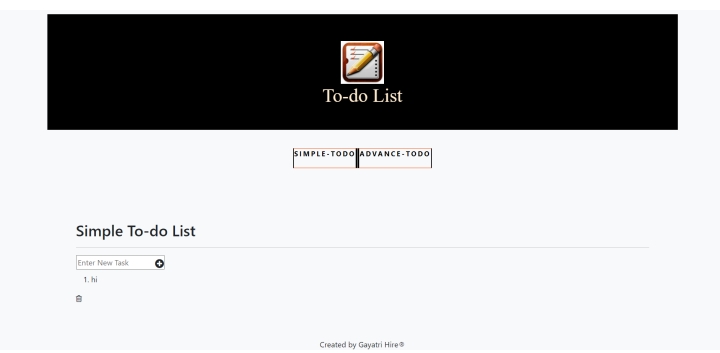 To-do List
SIMPLE-TODO ADVANCE-TODO
Simple To-do List
Enter New Task
1. hi
Created by Gayatri Hire®